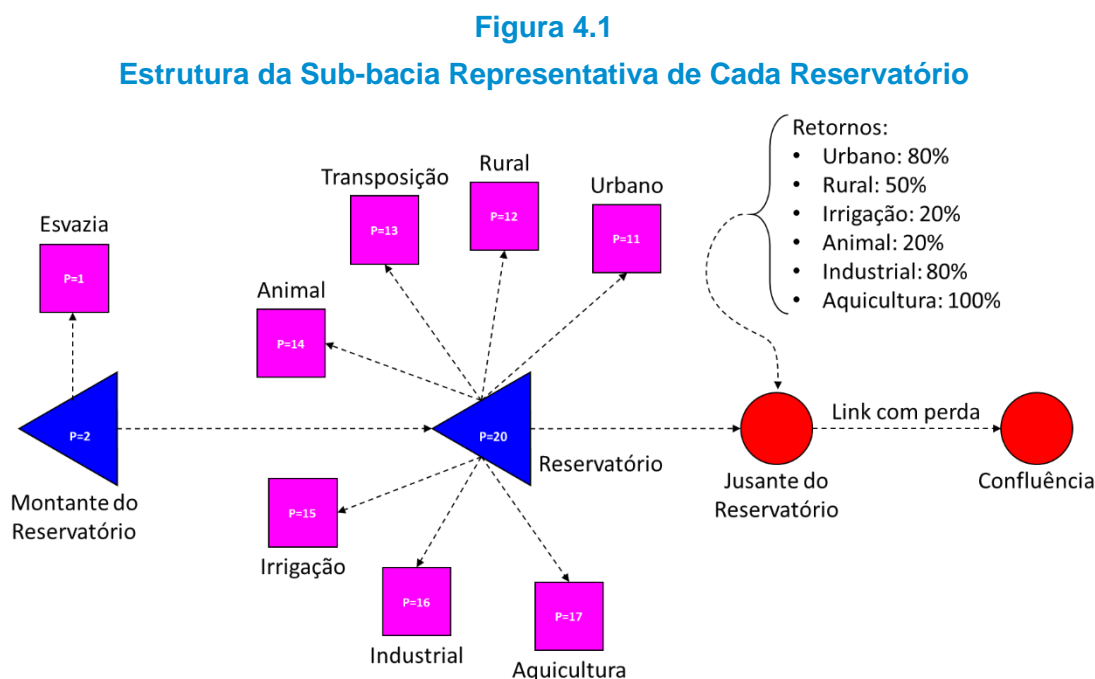 Figura 4.1
Estrutura da Sub-bacia Representativa de Cada Reservatório
Retornos:
• Urbano: 80%
• Rural: 50%
• Irrigação: 20%
• Animal: 20%
• Industrial: 80%
• Aquicultura: 100%
Rural
P=12
Transposição
P=13
Urbano
P=11
Esvazia
P=1
Animal
P=14
P=2
Montante do
Reservatório
P=20
Reservatório
Jusante do
Reservatório
Link com perda
Confluência
P=15
Irrigação
P=16
Industrial
P=17
Aquicultura